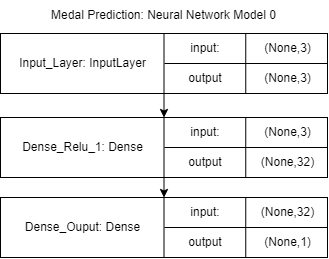 Medal Prediction: Neural Network Model 0
Input_Layer: InputLayer
input:
(None,3)
output
(None,3)
Dense_Relu_1: Dense
input:
(None,3)
output
(None,32)
Dense_Ouput: Dense
input:
(None,32)
output
(None,1)